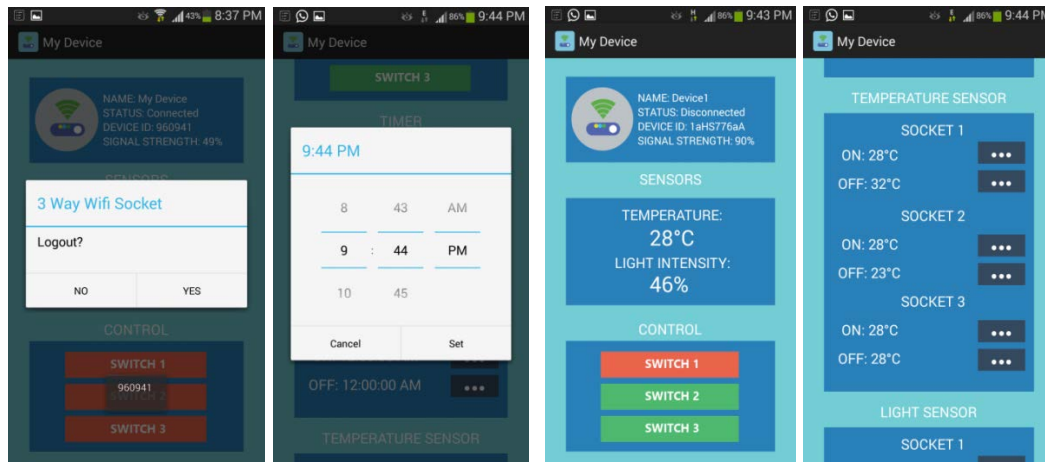 43% 8:37 PM
My Device
NAME: My Device
STATUS: Connected
DEVICE ID: 960941
SIGNAL STRENGTH: 49%
SENSORS
3 Way Wifi Socket
Logout?
NO YES
CONTROL
SWITCH 1
960941
SWITCH 2
SWITCH 3
86% 9:44 PM
My Device
SWITCH 3
TIMER
9:44 PM
8 43 AM
9 : 44 PM
10 45
Cancel Set
OFF: 12:00:00 AM •••
TEMPERATURE SENSOR
H 86% 9:43 PM
My Device
NAME: Device1
STATUS: Disconnected
DEVICE ID: 1aHS776aA
SIGNAL STRENGTH: 90%
SENSORS
TEMPERATURE:
28°C
LIGHT INTENSITY:
46%
CONTROL
SWITCH 1
SWITCH 2
SWITCH 3
86% 9:44 PM
My Device
TEMPERATURE SENSOR
SOCKET 1
ON: 28°C •••
OFF: 32°C •••
SOCKET 2
ON: 28°C •••
OFF: 23°C •••
SOCKET 3
ON: 28°C •••
OFF: 28°C •••
LIGHT SENSOR
SOCKET 1